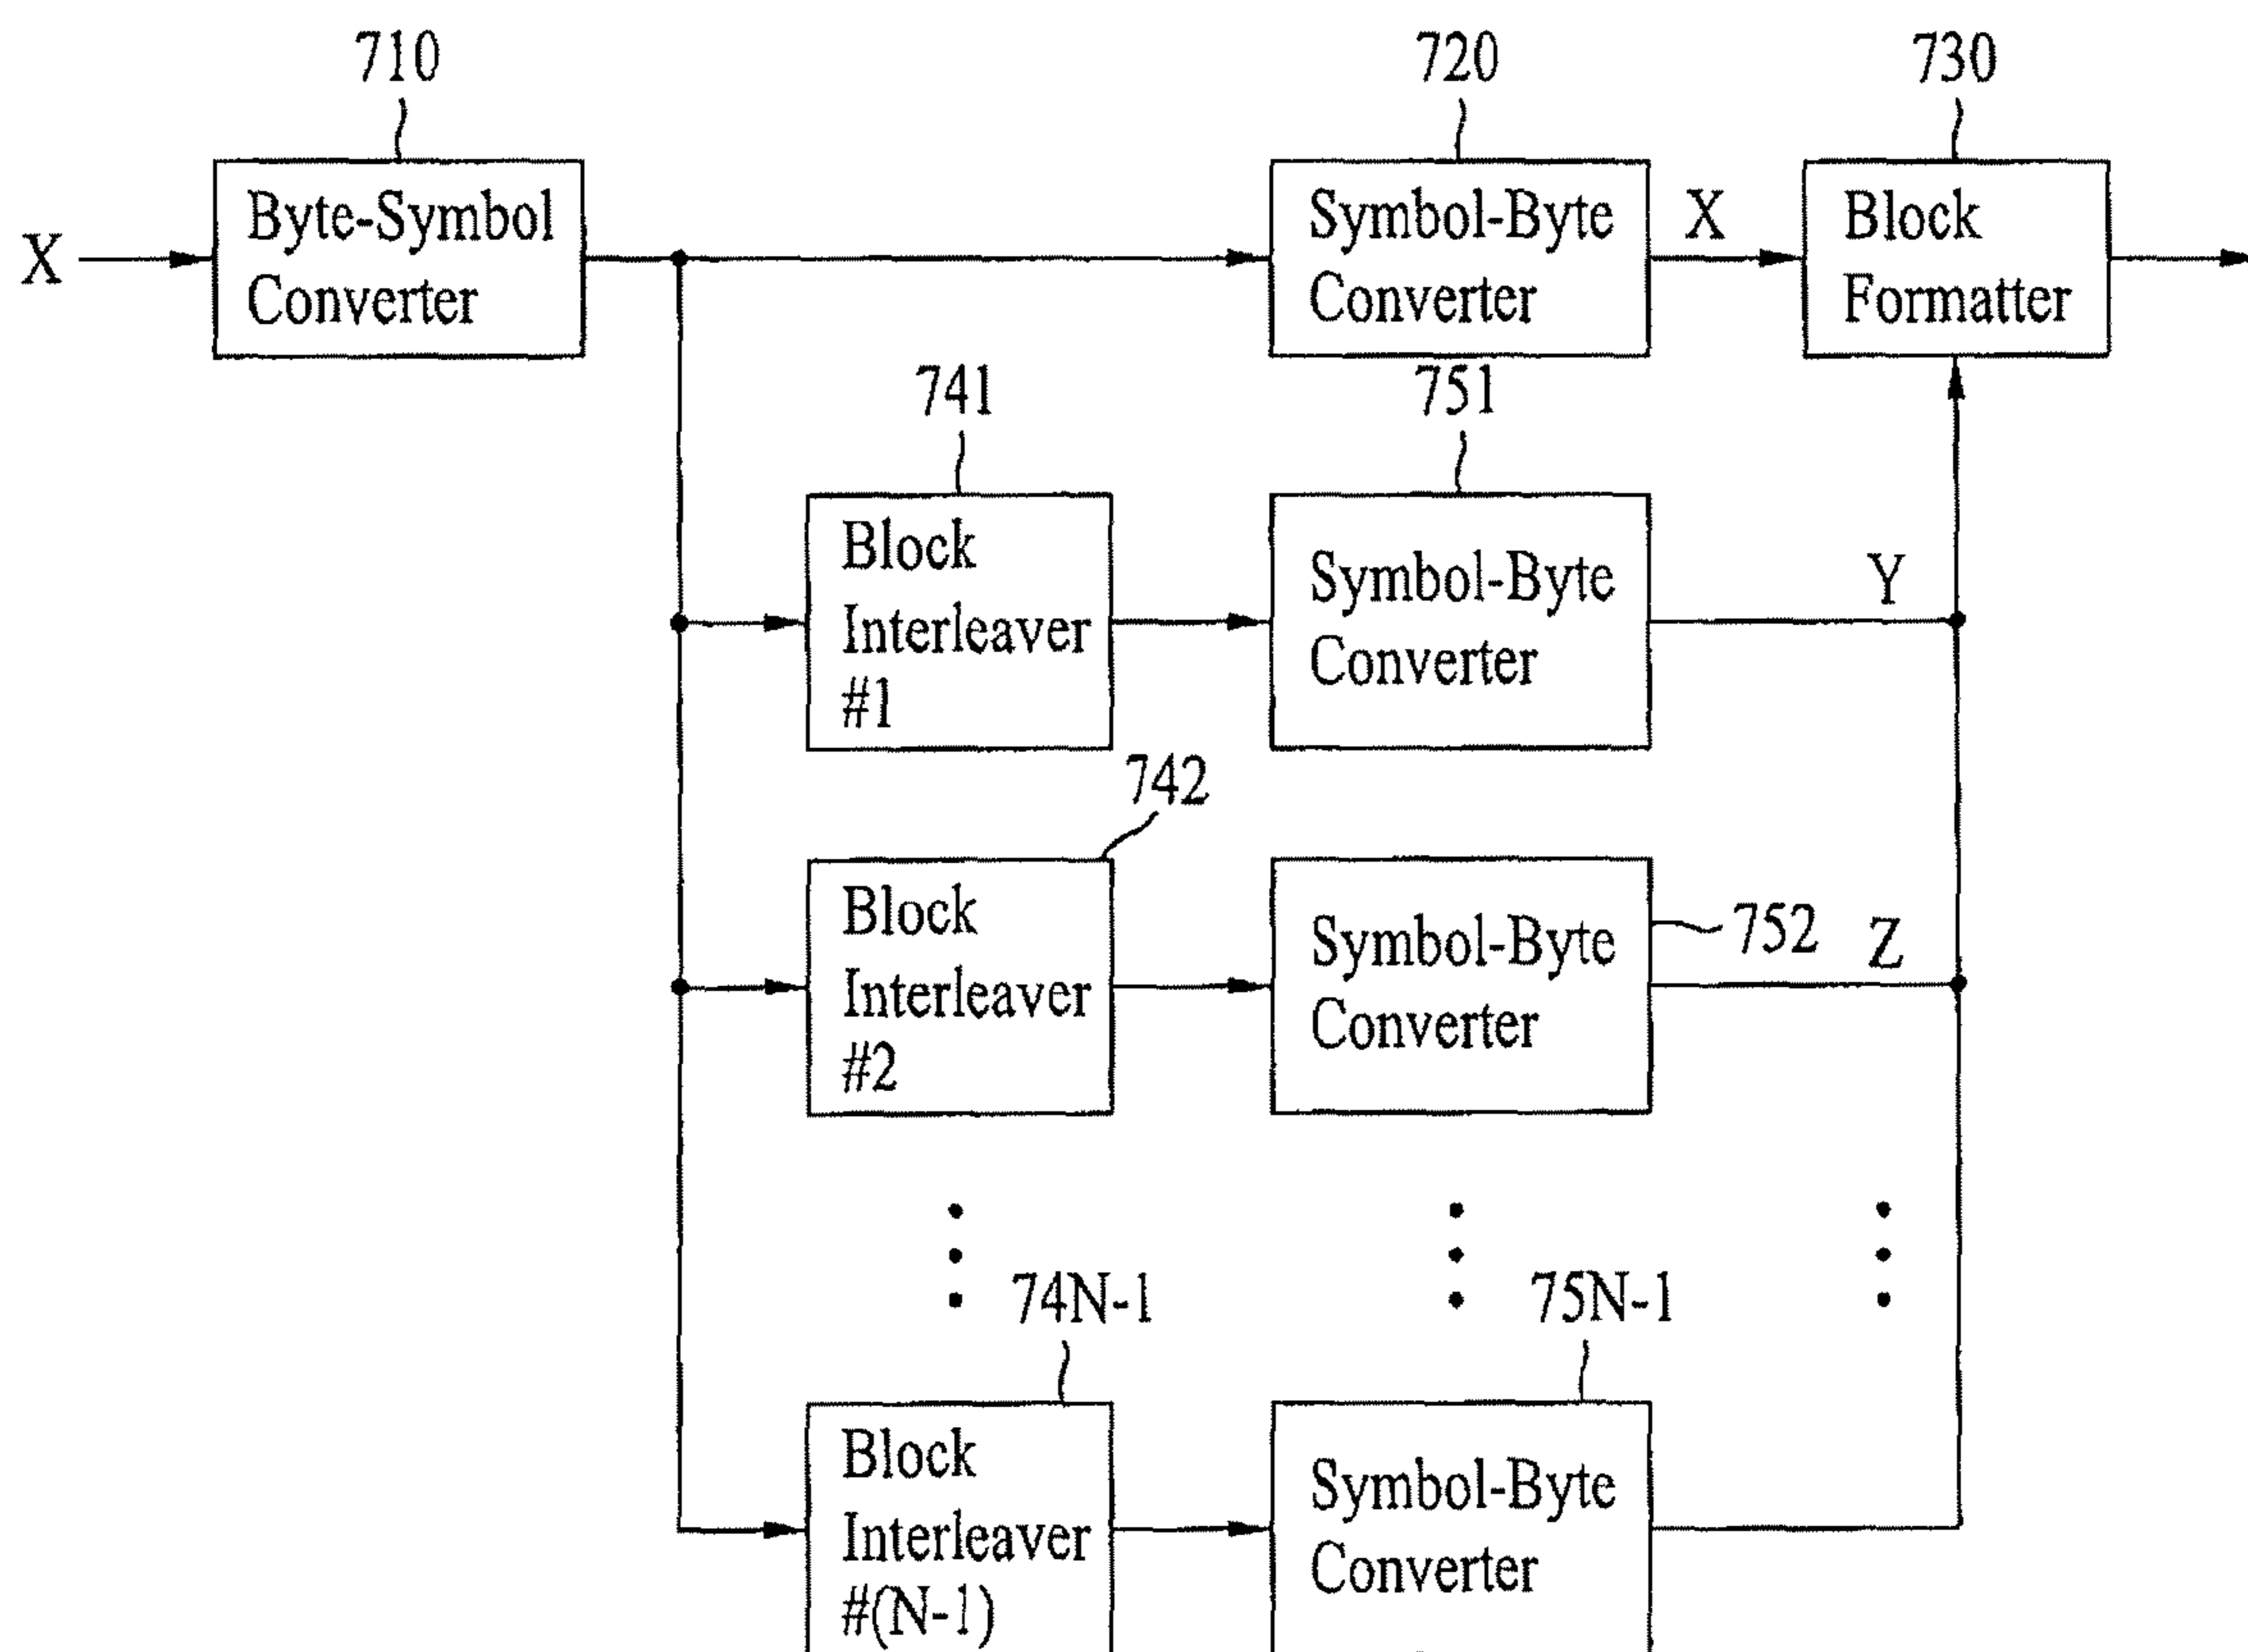 710
720
730
X
Byte-Symbol
Converter
Symbol-Byte
Converter
X
Block
Formatter
741
751
Block
Interleaver
#1
Symbol-Byte
Converter
Y
742
Block
Interleaver
#2
Symbol-Byte
Converter
752
Z
74N-1
75N-1
Block
Interleaver
#(N-1)
Symbol-Byte
Converter